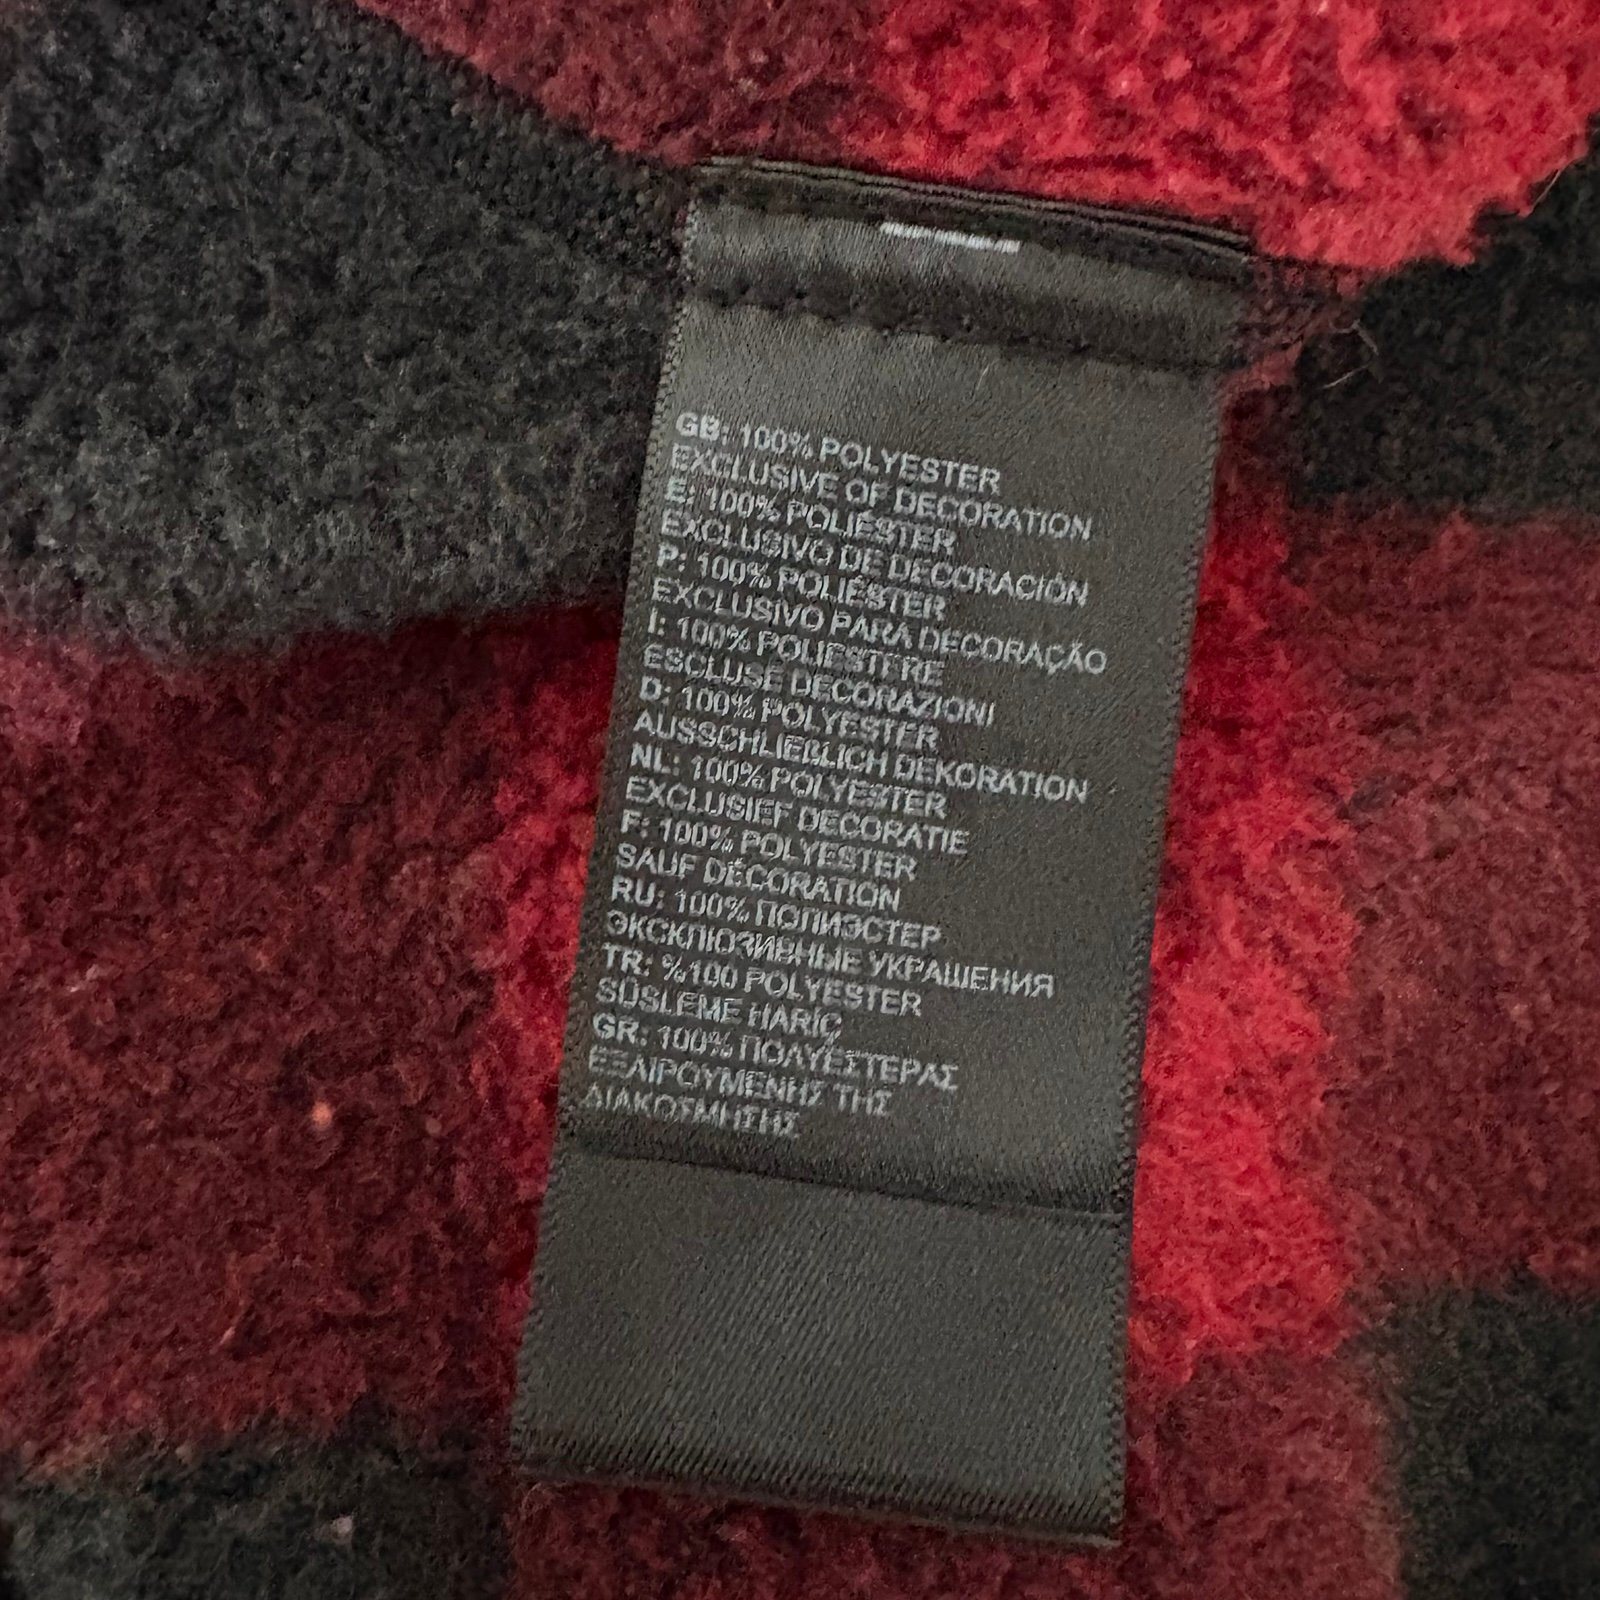 GB: 100% POLYESTER
EXCLUSIVE OF DECORATION
E: 100% POLIÉSTER
EXCLUSIVO DE DECORACIÓN
P: 100% POLIÉSTER
EXCLUSIVO PARA DECORAÇÃO
I: 100% POLIESTERE
ESCLUSE DECORAZIONI
D: 100% POLYESTER
AUSSCHLIEßLICH DEKORATION
NL: 100% POLYESTER
EXCLUSIEF DECORATIE
F: 100% POLYESTER
SAUF DÉCORATION
RU: 100% ПОЛИЭСТЕР
ЭКСКЛЮЗИВНЫЕ УКРАШЕНИЯ
TR: %100 POLYESTER
SÜSLEME HARİÇ
GR: 100% ΠΟΛΥΕΣΤΕΡΑΣ
ΕΞΑΙΡΟΥΜΕΝΗΣ ΤΗΣ
ΔΙΑΚΟΣΜΗΣΗΣ